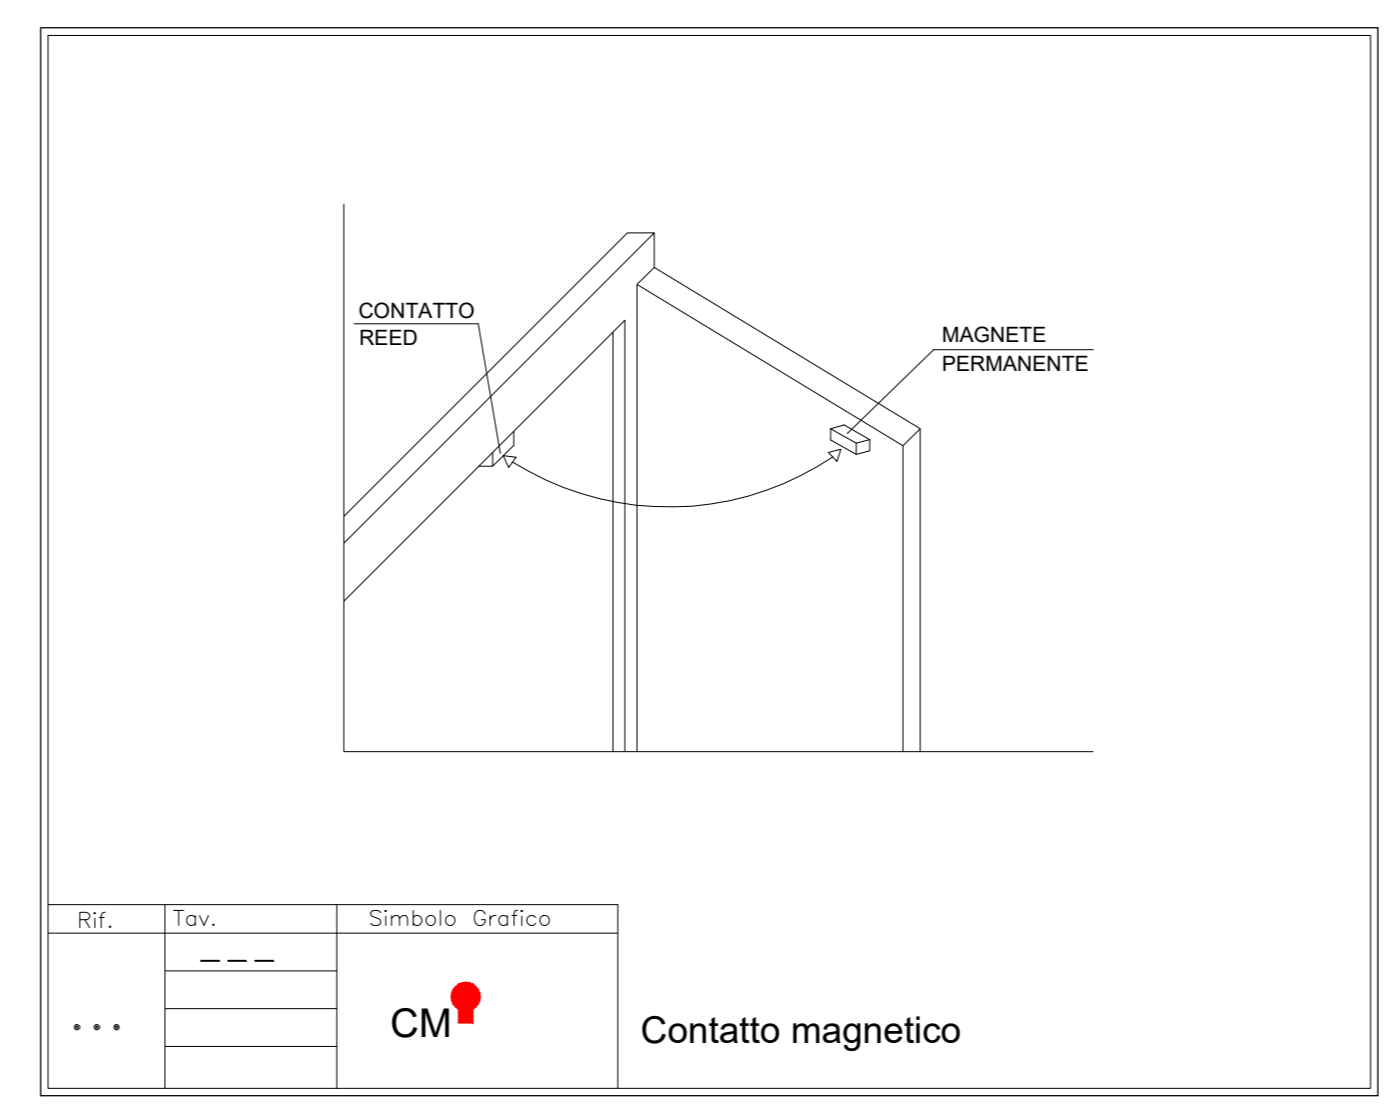 CONTATTO
REED
MAGNETE
PERMANENTE
Rif.
Tav.
Simbolo Grafico
---
...
CM
Contatto magnetico